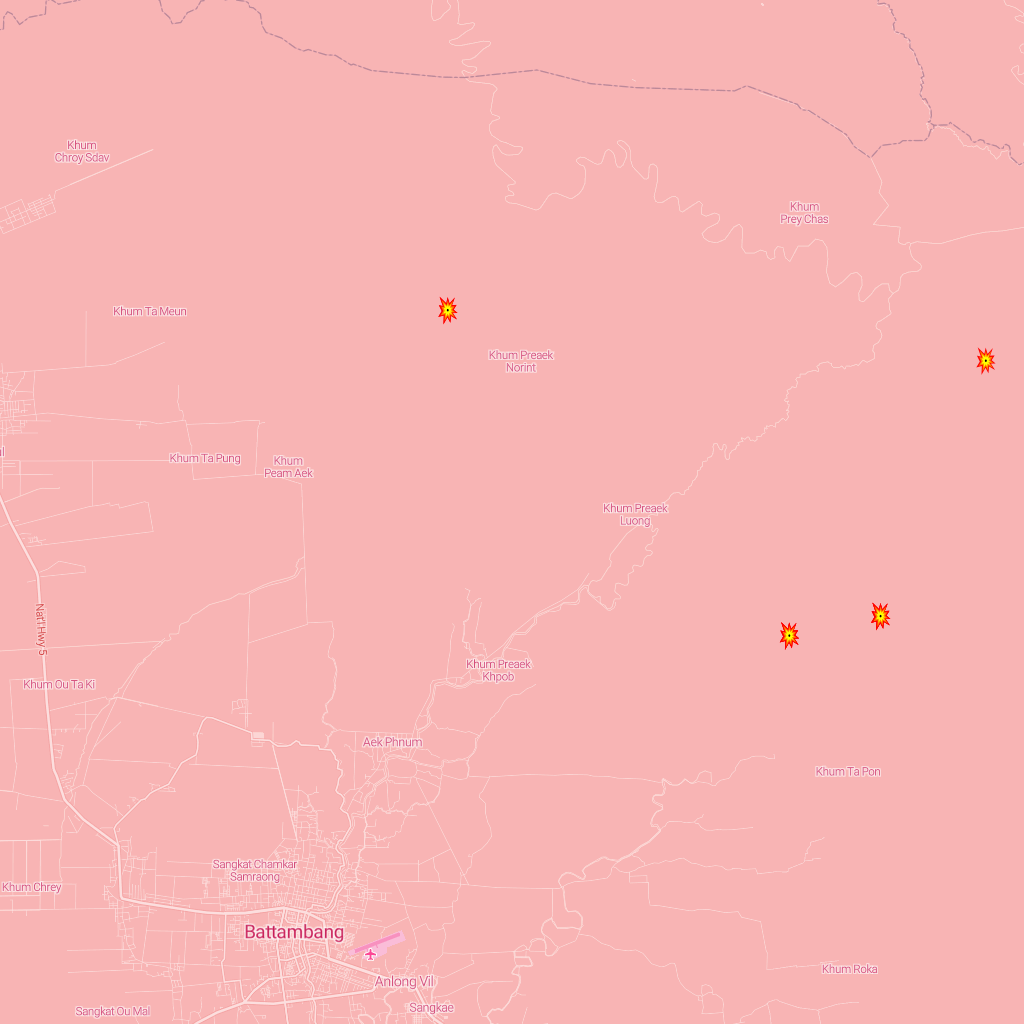 Khum
Chroy Sdav
Khum
Prey Chas
Khum Ta Meun
Khum Preaek
Norint
Khum Ta Pung
Khum
Peam Aek
Khum Preaek
Luong
Nat'l Hwy 5
Khum Preaek
Khpob
Khum Ou Ta Ki
Aek Phnum
Khum Ta Pon
Sangkat Chamkar
Samraong
Khum Chrey
Battambang
Khum Roka
Anlong Vil
Sangkae
Sangkat Ou Mal